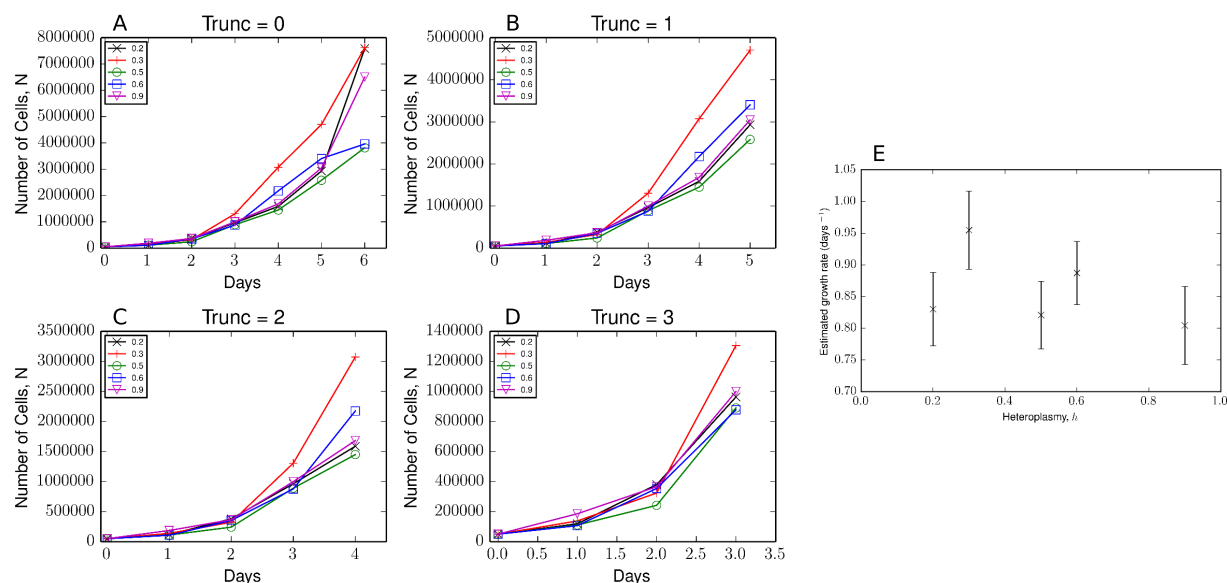 A
Trunc = 0
Number of Cells, N
8000000
7000000
6000000
5000000
4000000
3000000
2000000
1000000
0
0.2
0.3
0.5
0.6
0.9
0 1 2 3 4 5 6
Days
B
Trunc = 1
Number of Cells, N
5000000
4000000
3000000
2000000
1000000
0
0.2
0.3
0.5
0.6
0.9
0 1 2 3 4 5
Days
C
Trunc = 2
Number of Cells, N
3500000
3000000
2500000
2000000
1500000
1000000
500000
0
0.2
0.3
0.5
0.6
0.9
0 1 2 3 4
Days
D
Trunc = 3
Number of Cells, N
1400000
1200000
1000000
800000
600000
400000
200000
0
0.2
0.3
0.5
0.6
0.9
0.0 0.5 1.0 1.5 2.0 2.5 3.0 3.5
Days
E
Estimated growth rate (days⁻¹)
1.05
1.00
0.95
0.90
0.85
0.80
0.75
0.70
0.0 0.2 0.4 0.6 0.8 1.0
Heteroplasmy, h